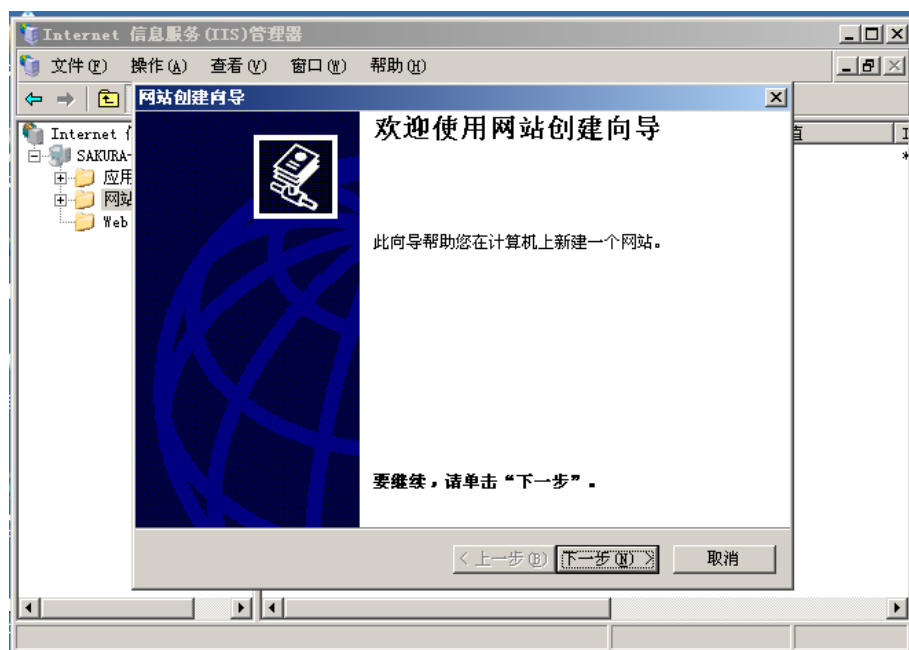 Internet 信息服务(IIS)管理器
文件(F) 操作(A) 查看(V) 窗口(W) 帮助(H)
网站创建向导
欢迎使用网站创建向导
Internet
SAKURA-
应用
网站
Web
此向导帮助您在计算机上新建一个网站。
要继续，请单击“下一步”。
< 上一步(B) 下一步(N) > 取消